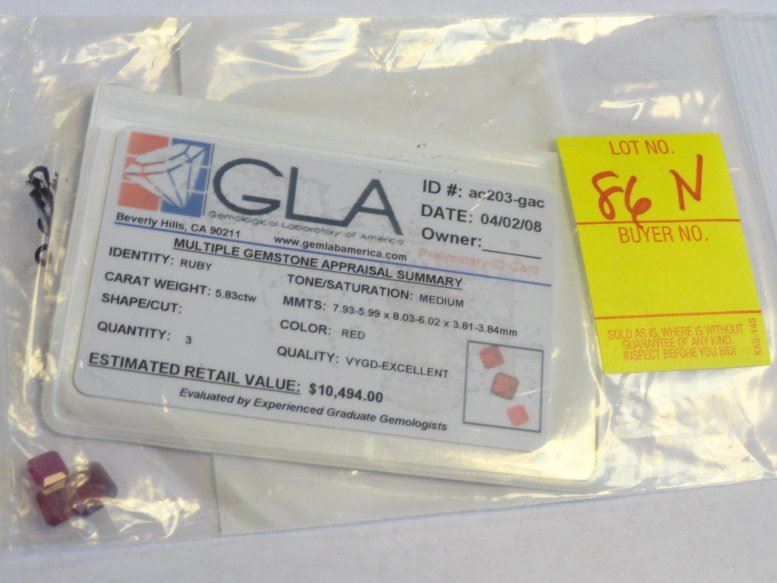 GLA
Gemological Laboratory of America
Beverly Hills, CA 90211
www.gemlabamerica.com
ID #: ac203-gac
DATE: 04/02/08
Owner:______
Preliminary ID Card
MULTIPLE GEMSTONE APPRAISAL SUMMARY
IDENTITY: RUBY
TONE/SATURATION: MEDIUM
CARAT WEIGHT: 5.83ctw
MMTS: 7.93-5.99 x 8.03-6.02 x 3.81-3.84mm
SHAPE/CUT:
COLOR: RED
QUANTITY: 3
QUALITY: VYGD-EXCELLENT
ESTIMATED RETAIL VALUE: $10,494.00
Evaluated by Experienced Graduate Gemologists
LOT NO.
86 N
BUYER NO.
SOLD AS IS, WHERE IS WITHOUT
GUARANTEE OF ANY KIND.
INSPECT BEFORE YOU BID!
KAS-145